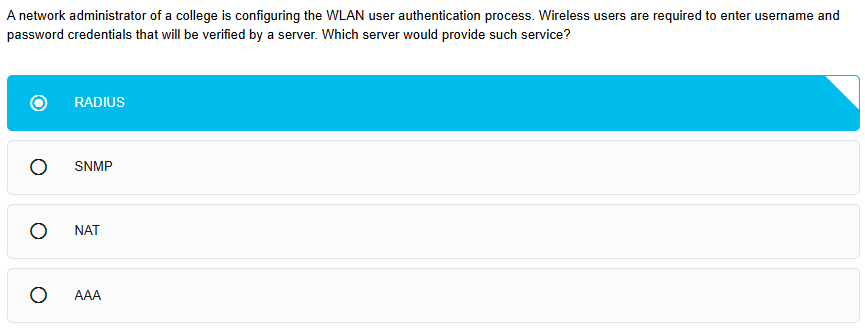 A network administrator of a college is configuring the WLAN user authentication process. Wireless users are required to enter username and
password credentials that will be verified by a server. Which server would provide such service?
RADIUS
SNMP
NAT
AAA